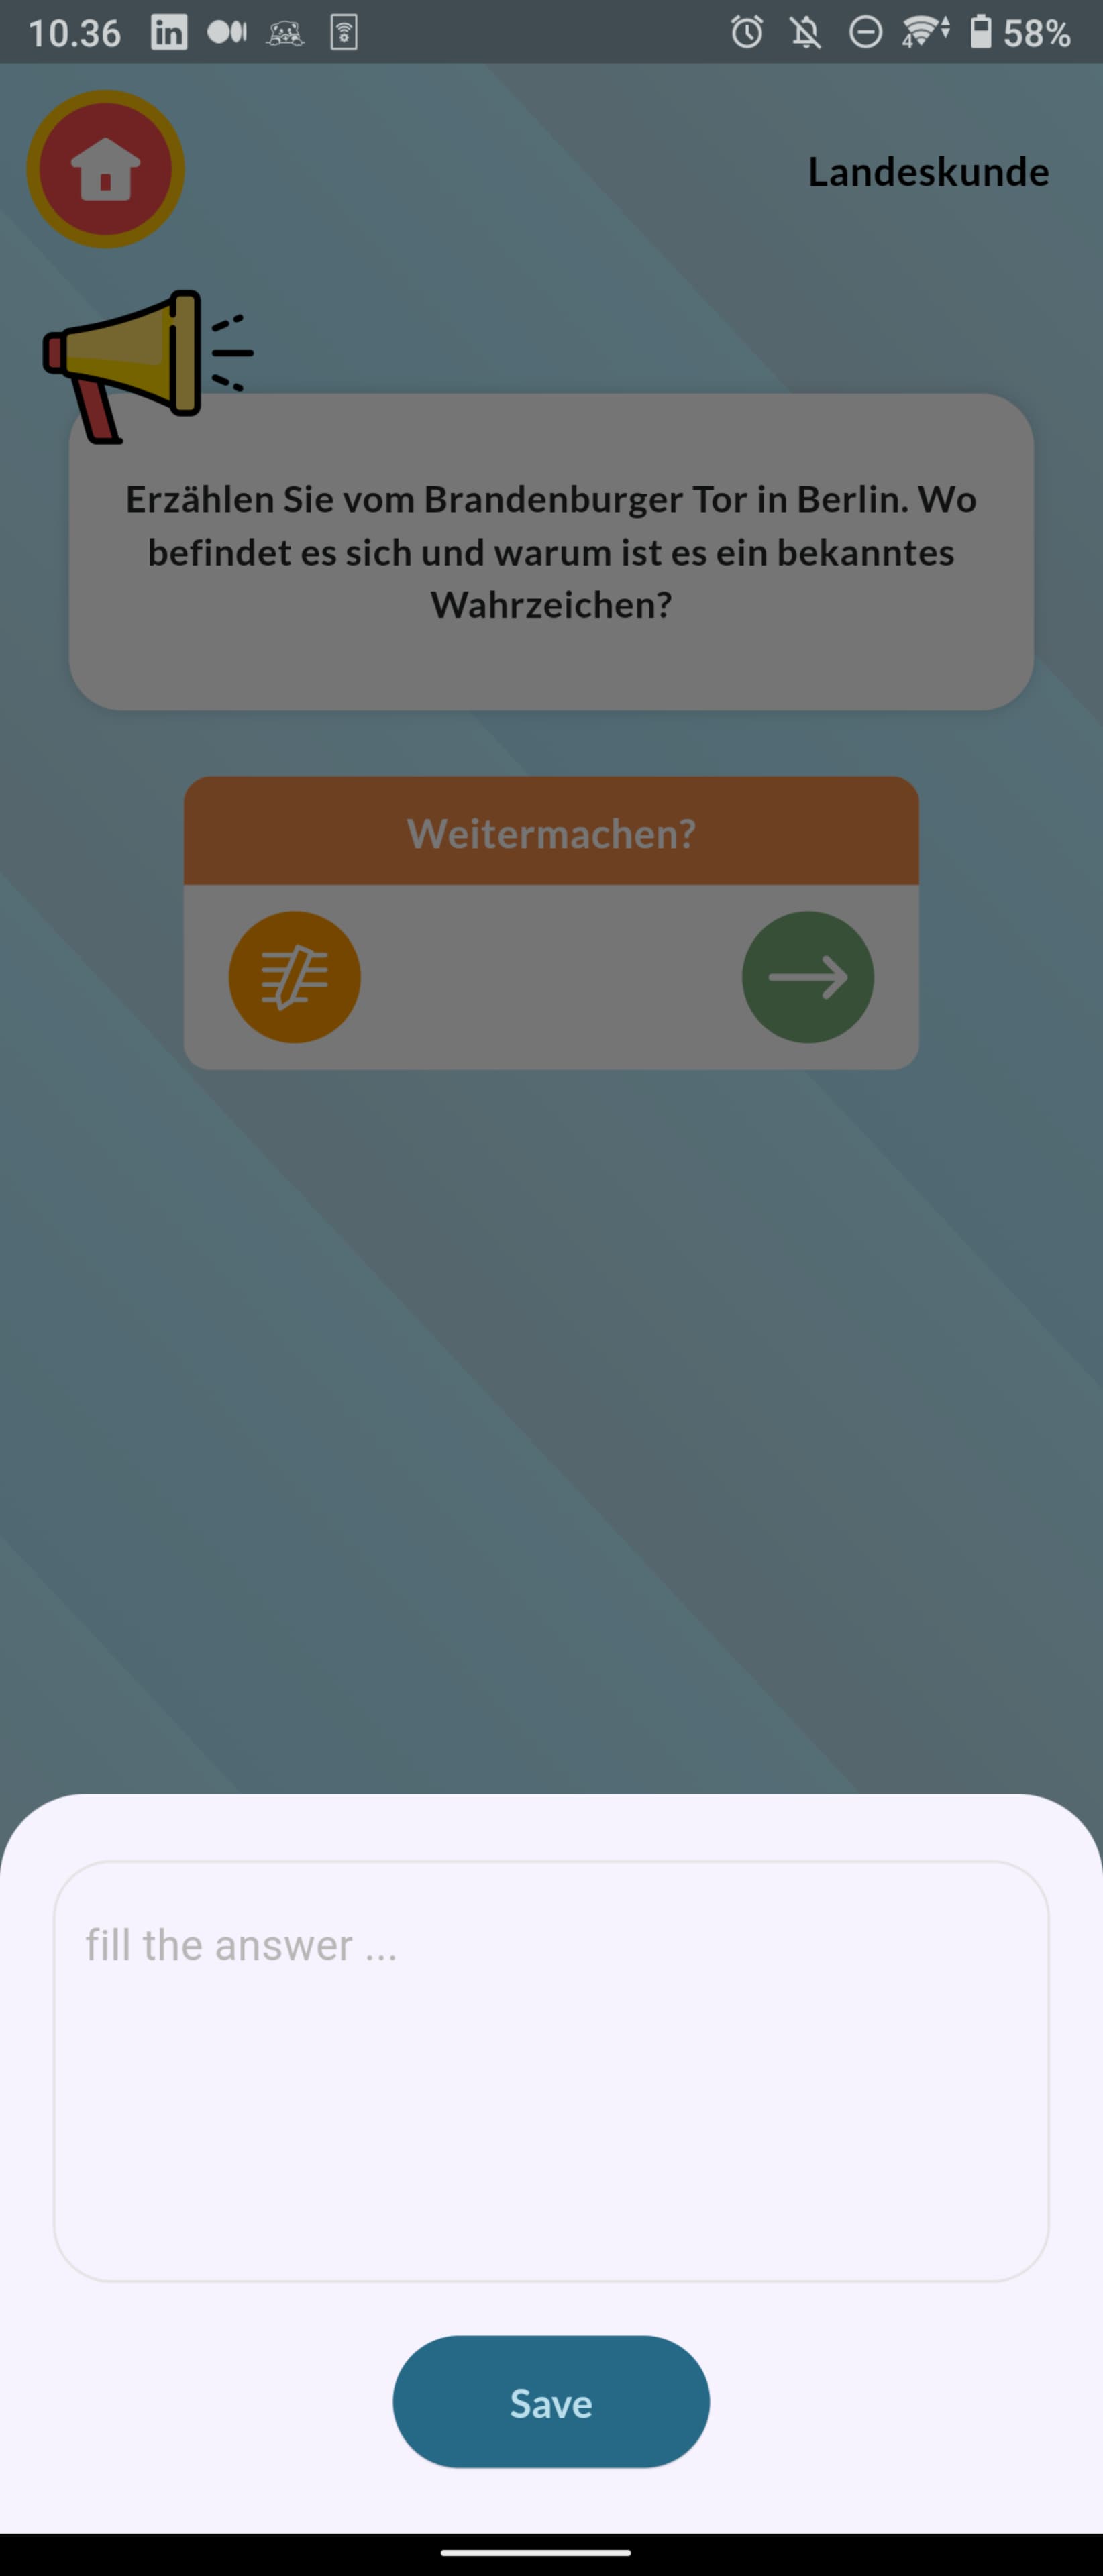 10.36 58%
Landeskunde
Erzählen Sie vom Brandenburger Tor in Berlin. Wo
befindet es sich und warum ist es ein bekanntes
Wahrzeichen?
Weitermachen?
fill the answer ...
Save